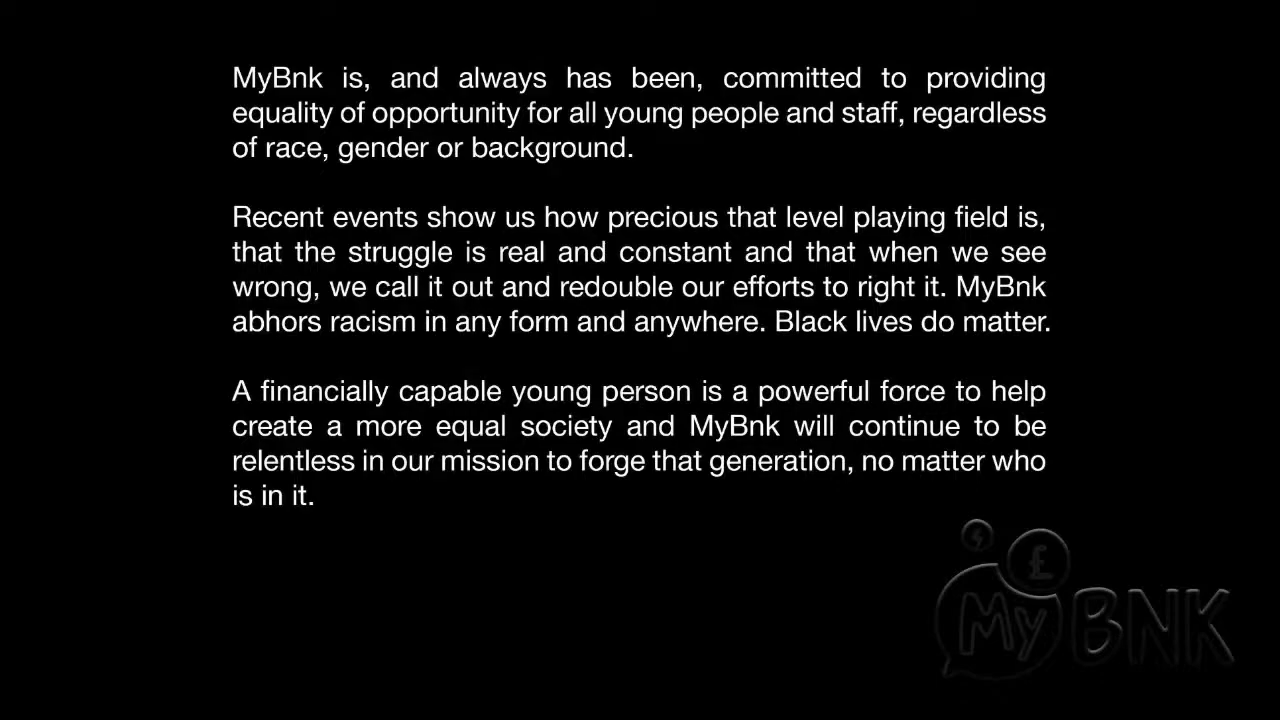 MyBnk is, and always has been, committed to providing
equality of opportunity for all young people and staff, regardless
of race, gender or background.
Recent events show us how precious that level playing field is,
that the struggle is real and constant and that when we see
wrong, we call it out and redouble our efforts to right it. MyBnk
abhors racism in any form and anywhere. Black lives do matter.
A financially capable young person is a powerful force to help
create a more equal society and MyBnk will continue to be
relentless in our mission to forge that generation, no matter who
is in it.
£
My BNK